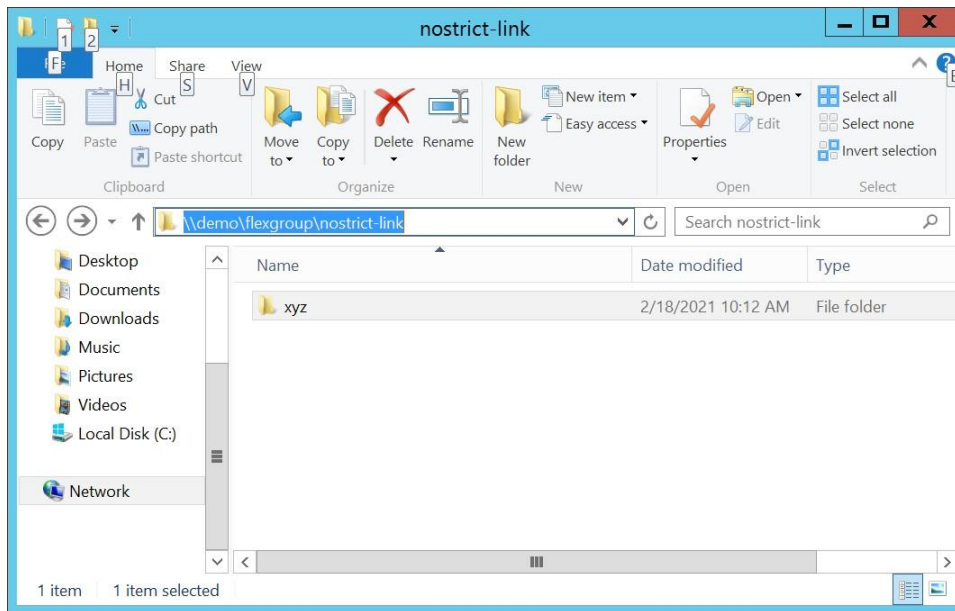 nostrict-link
1 2
F
Home Share View
H S V
Copy
Paste
Cut
Copy path
Paste shortcut
Move to
Copy to
Delete
Rename
New folder
New item
Easy access
Properties
Open
Edit
Select all
Select none
Invert selection
Clipboard
Organize
New
Open
Select
\\demo\flexgroup\nostrict-link
Search nostrict-link
Desktop
Documents
Downloads
Music
Pictures
Videos
Local Disk (C:)
Network
Name Date modified Type
xyz 2/18/2021 10:12 AM File folder
1 item 1 item selected